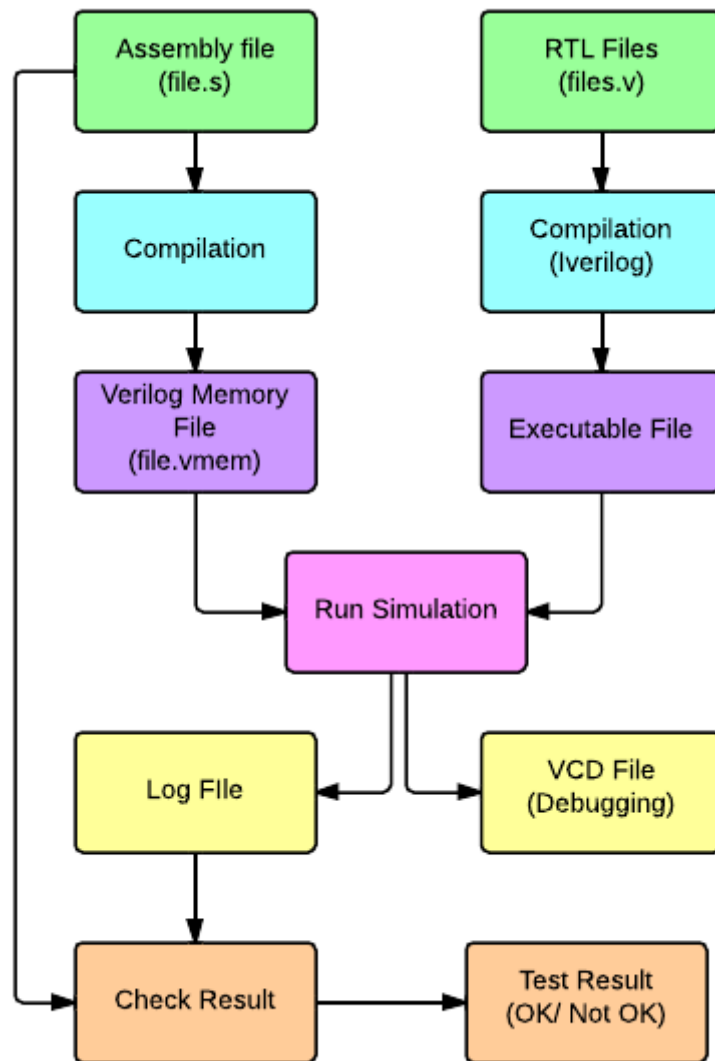 Assembly file
(file.s)
RTL Files
(files.v)
Compilation
Compilation
(Iverilog)
Verilog Memory
File
(file.vmem)
Executable File
Run Simulation
Log FIle
VCD File
(Debugging)
Check Result
Test Result
(OK/ Not OK)